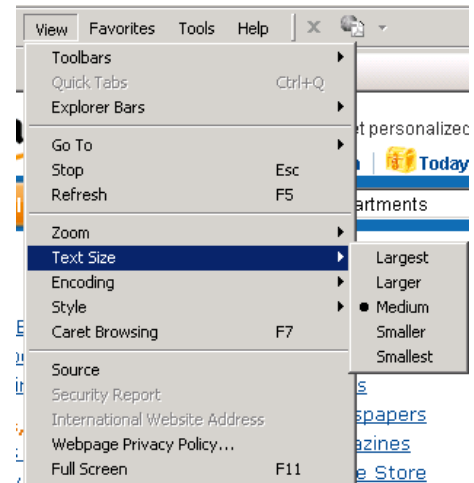 View Favorites Tools Help
Toolbars
Quick Tabs Ctrl+Q
Explorer Bars
et personalized
Go To
Stop Esc
Today
Refresh F5
artments
Zoom
Text Size
Largest
Encoding
Larger
Style
Medium
Caret Browsing F7
Smaller
Smallest
Source
Security Report
International Website Address
spapers
Webpage Privacy Policy...
azines
Full Screen F11
e Store